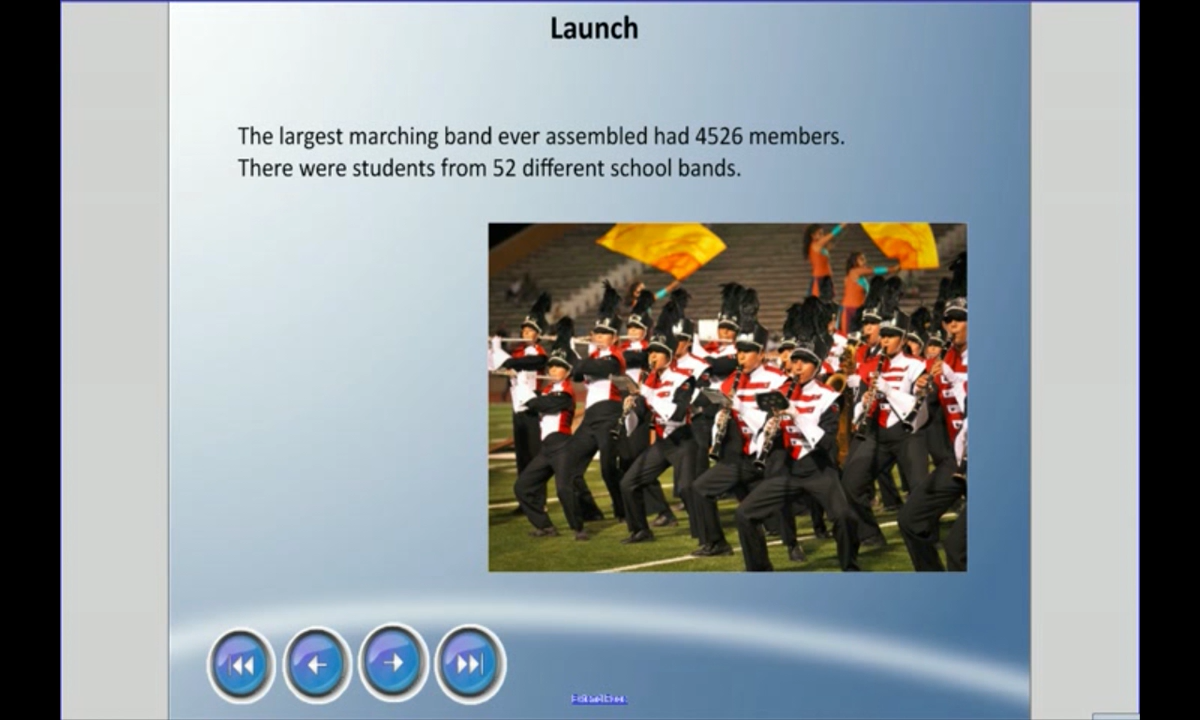 Launch
The largest marching band ever assembled had 4526 members.
There were students from 52 different school bands.